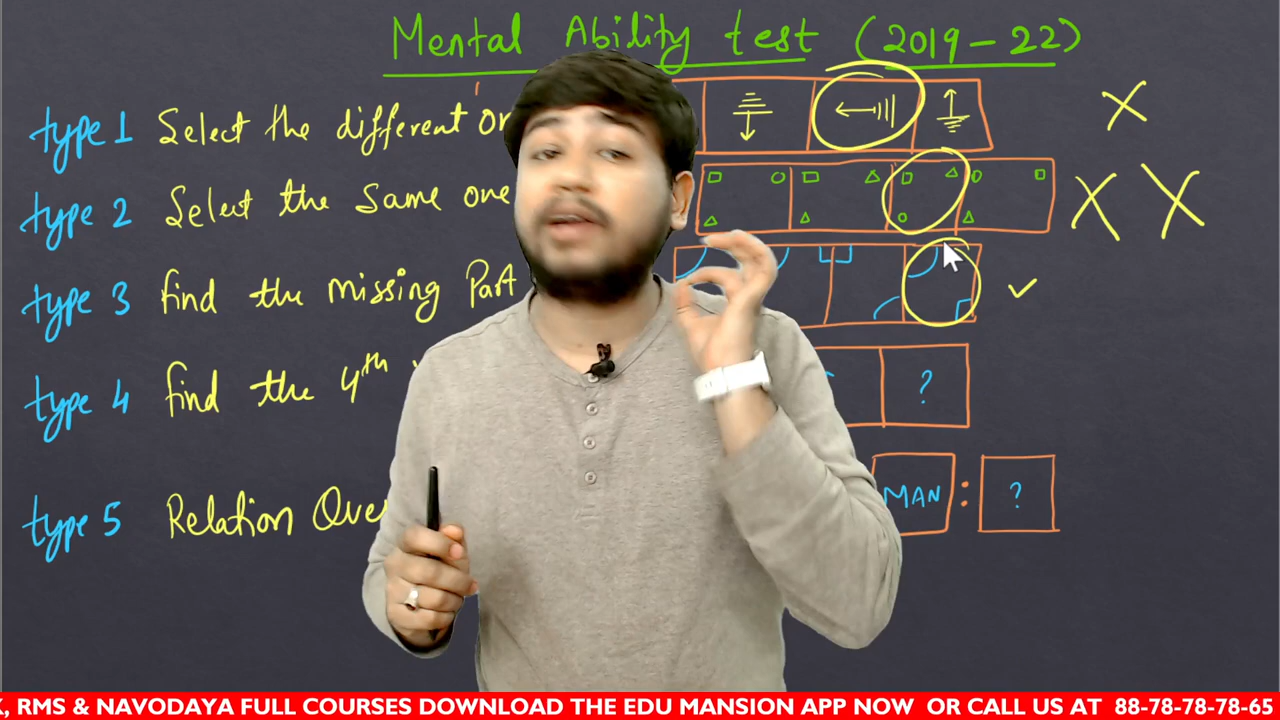 Mental Ability test (2019-22)
type 1 Select the different
type 2 Select the same one
type 3 find the missing Part
type 4 find the 4th
?
type 5 Relation
MAN : ?
RMS & NAVODAYA FULL COURSES DOWNLOAD THE EDU MANSION APP NOW OR CALL US AT 88-78-78-78-65